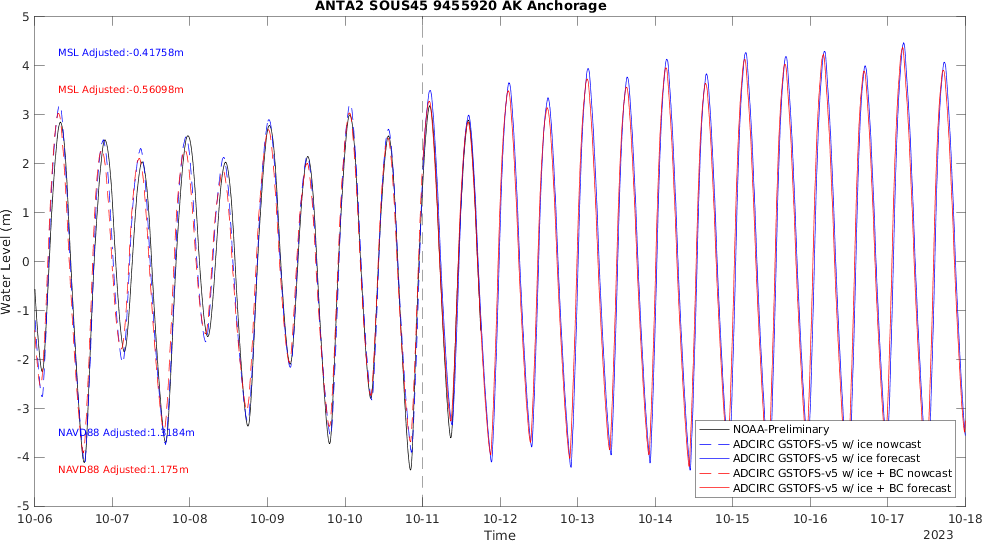 ANTA2 SOUS45 9455920 AK Anchorage
5
4
3
2
1
0
-1
-2
-3
-4
-5
Water Level (m)
MSL Adjusted:-0.41758m
MSL Adjusted:-0.56098m
NAVD88 Adjusted:1.3184m
NAVD88 Adjusted:1.175m
NOAA-Preliminary
ADCIRC GSTOFS-v5 w/ ice nowcast
ADCIRC GSTOFS-v5 w/ ice forecast
ADCIRC GSTOFS-v5 w/ ice + BC nowcast
ADCIRC GSTOFS-v5 w/ ice + BC forecast
10-06 10-07 10-08 10-09 10-10 10-11 10-12 10-13 10-14 10-15 10-16 10-17 10-18
Time
2023